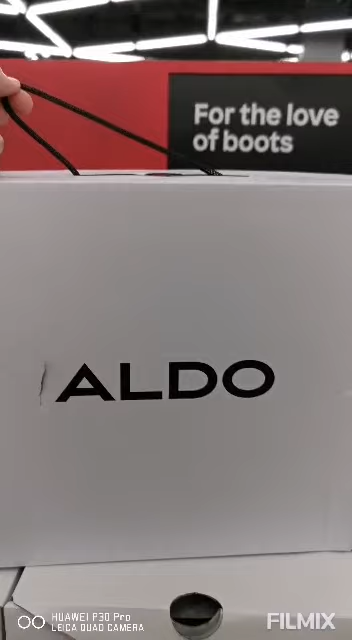 For the love
of boots
ALDO
HUAWEI P30 Pro
LEICA QUAD CAMERA
FILMIX